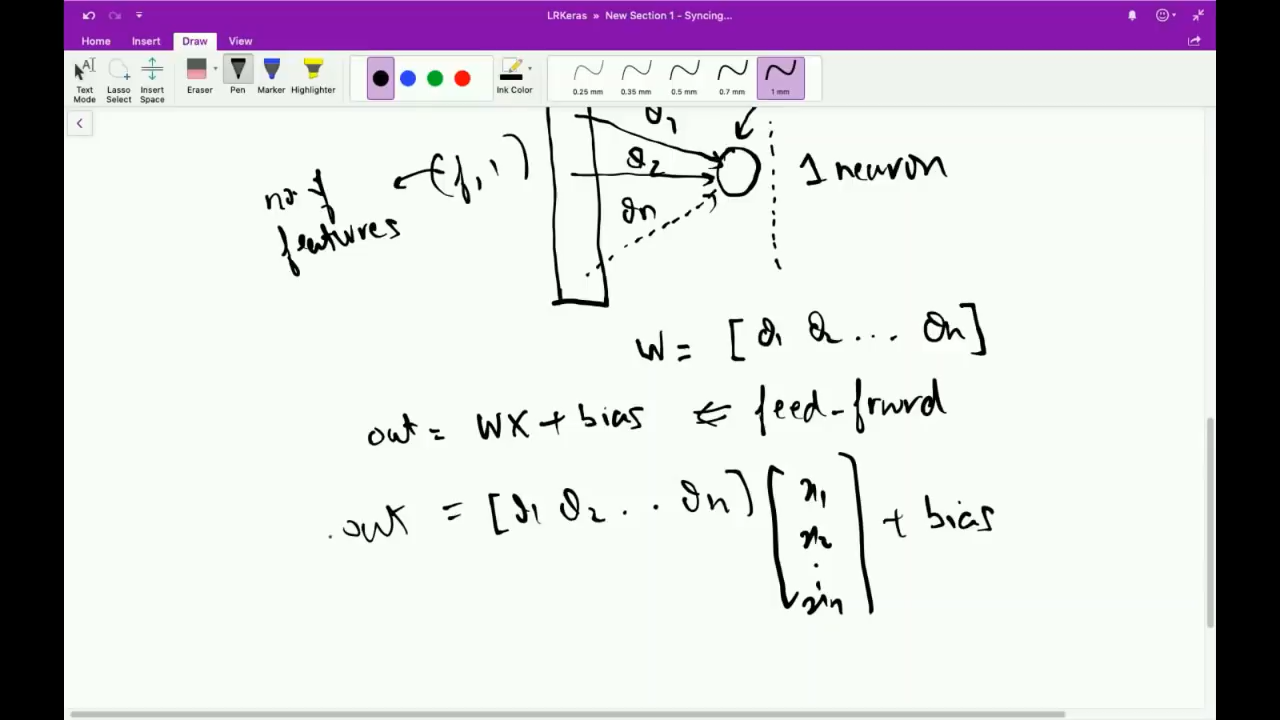 LRKeras » New Section 1 - Syncing...
Home Insert Draw View
Text Mode
Lasso Select
Insert Space
Eraser
Pen
Marker
Highlighter
Ink Color
0.25 mm
0.35 mm
0.5 mm
0.7 mm
1 mm
θ1
θ2
θn
1 neuron
(f, 1)
no of
features
W = [θ1 θ2 ... θn]
out = WX + bias ⇐ feed-frwrd
out = [θ1 θ2 .. θn] [x1 x2 : xn] + bias